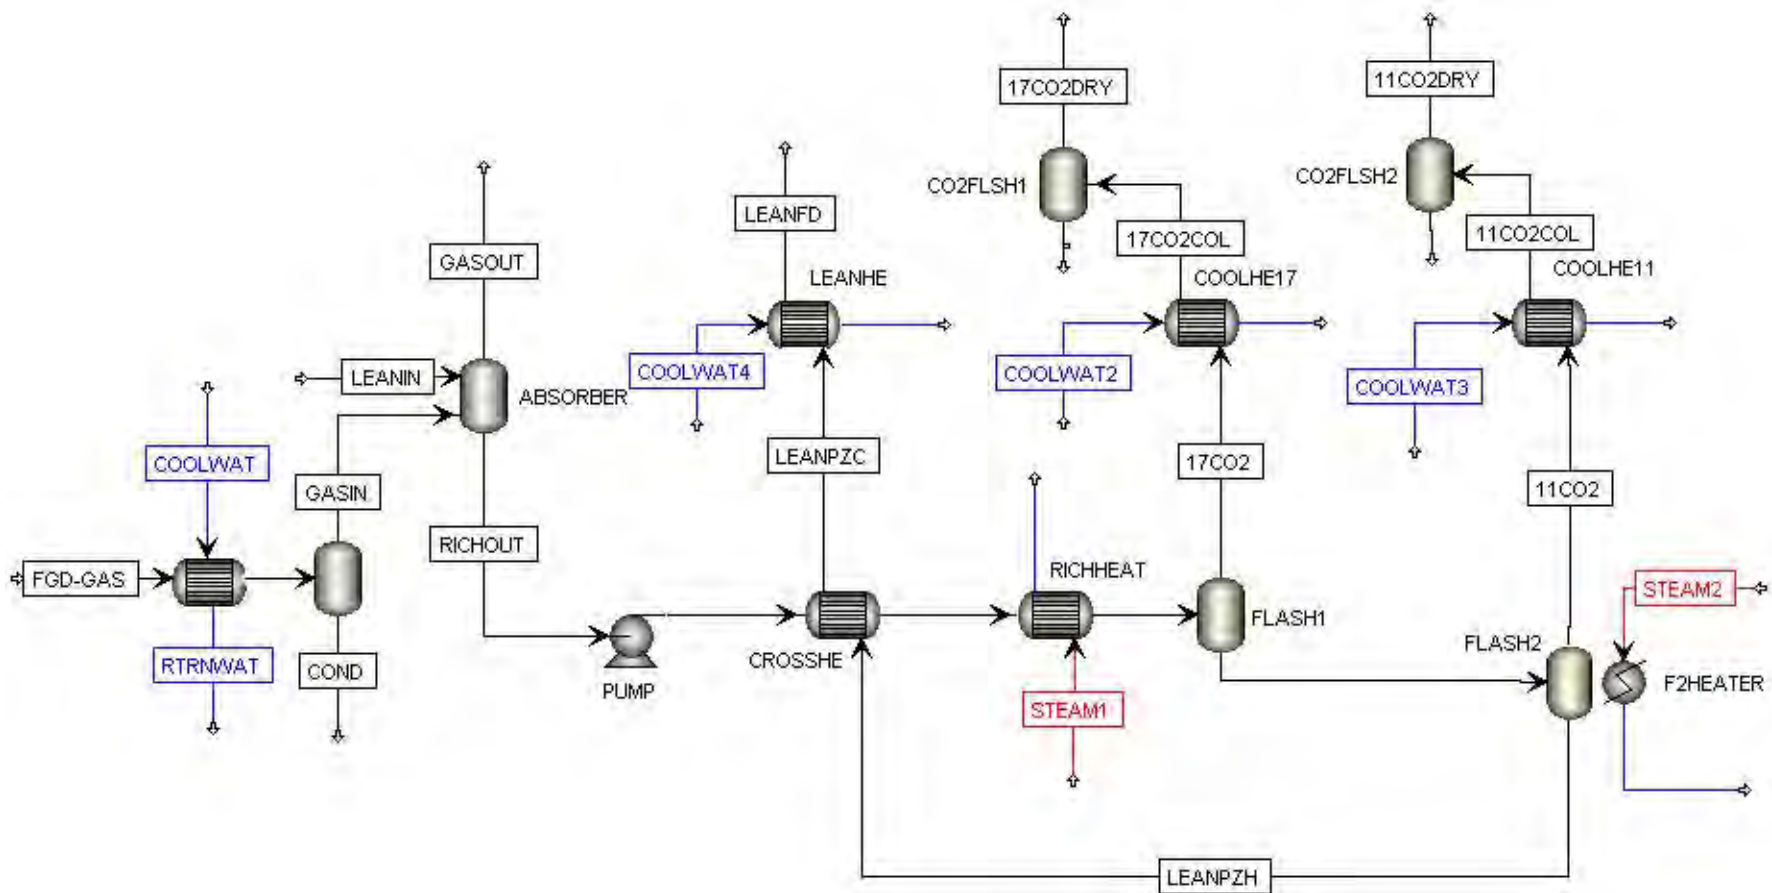 17CO2DRY
11CO2DRY
CO2FLSH1
CO2FLSH2
LEANFD
17CO2COL
11CO2COL
GASOUT
LEANHE
COOLHE17
COOLHE11
LEANIN
COOLWAT4
COOLWAT2
COOLWAT3
ABSORBER
LEANPZC
17CO2
COOLWAT
GASIN
11CO2
RICHOUT
FGD-GAS
RICHHEAT
STEAM2
FLASH1
FLASH2
RTRNWAT
COND
CROSSHE
F2HEATER
PUMP
STEAM1
LEANPZH